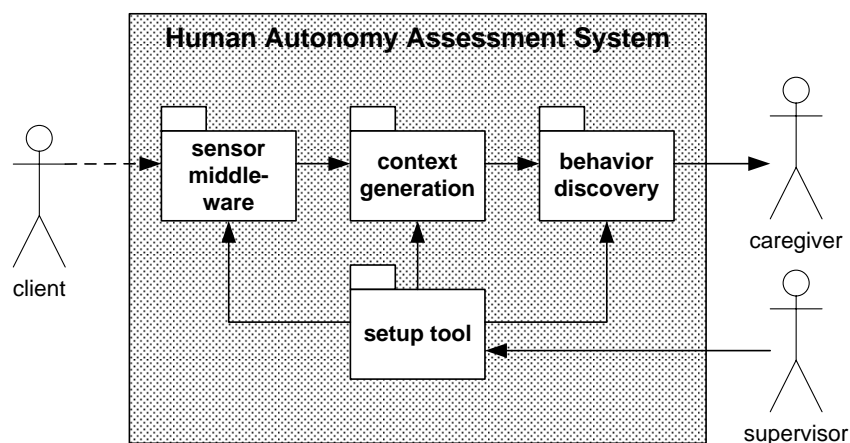 Human Autonomy Assessment System
sensor
middle-
ware
context
generation
behavior
discovery
client
caregiver
setup tool
supervisor